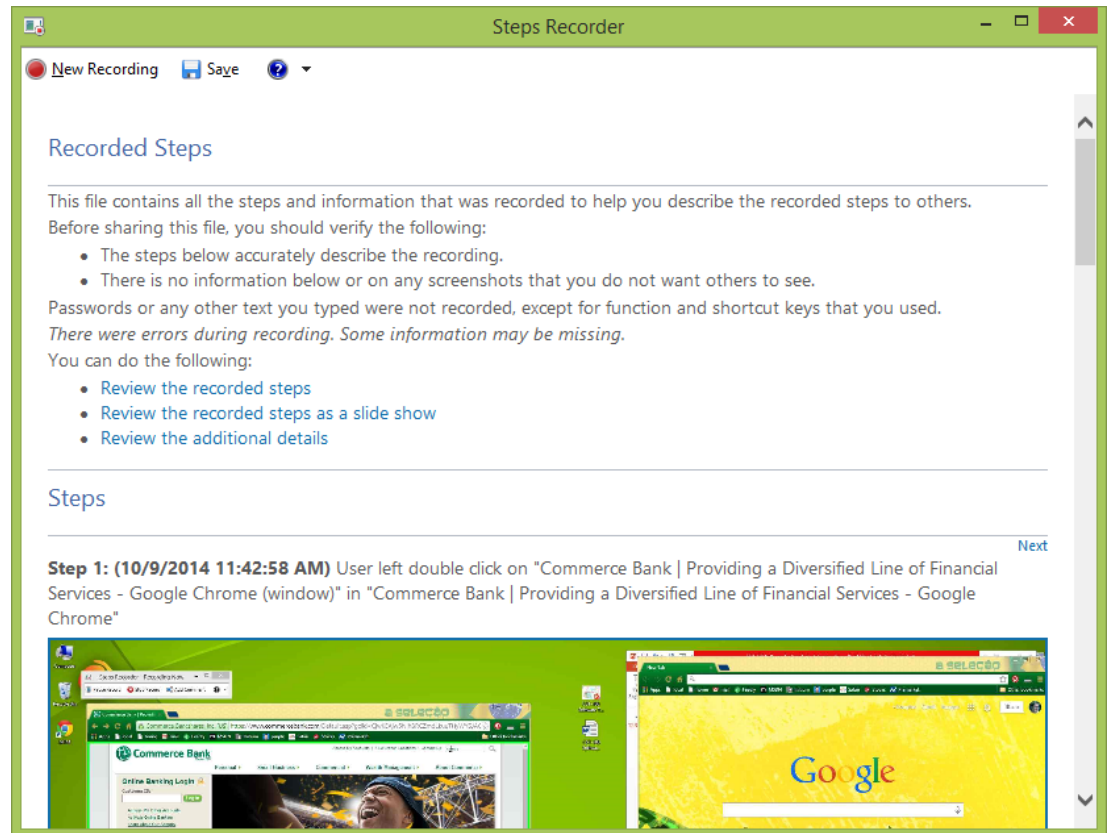 Steps Recorder
New Recording Save
Recorded Steps
This file contains all the steps and information that was recorded to help you describe the recorded steps to others.
Before sharing this file, you should verify the following:
• The steps below accurately describe the recording.
• There is no information below or on any screenshots that you do not want others to see.
Passwords or any other text you typed were not recorded, except for function and shortcut keys that you used.
There were errors during recording. Some information may be missing.
You can do the following:
• Review the recorded steps
• Review the recorded steps as a slide show
• Review the additional details
Steps
Next
Step 1: (10/9/2014 11:42:58 AM) User left double click on "Commerce Bank | Providing a Diversified Line of Financial
Services - Google Chrome (window)" in "Commerce Bank | Providing a Diversified Line of Financial Services - Google
Chrome"
a seleção
a seleção
Commerce Bank
Online Banking Login
Google